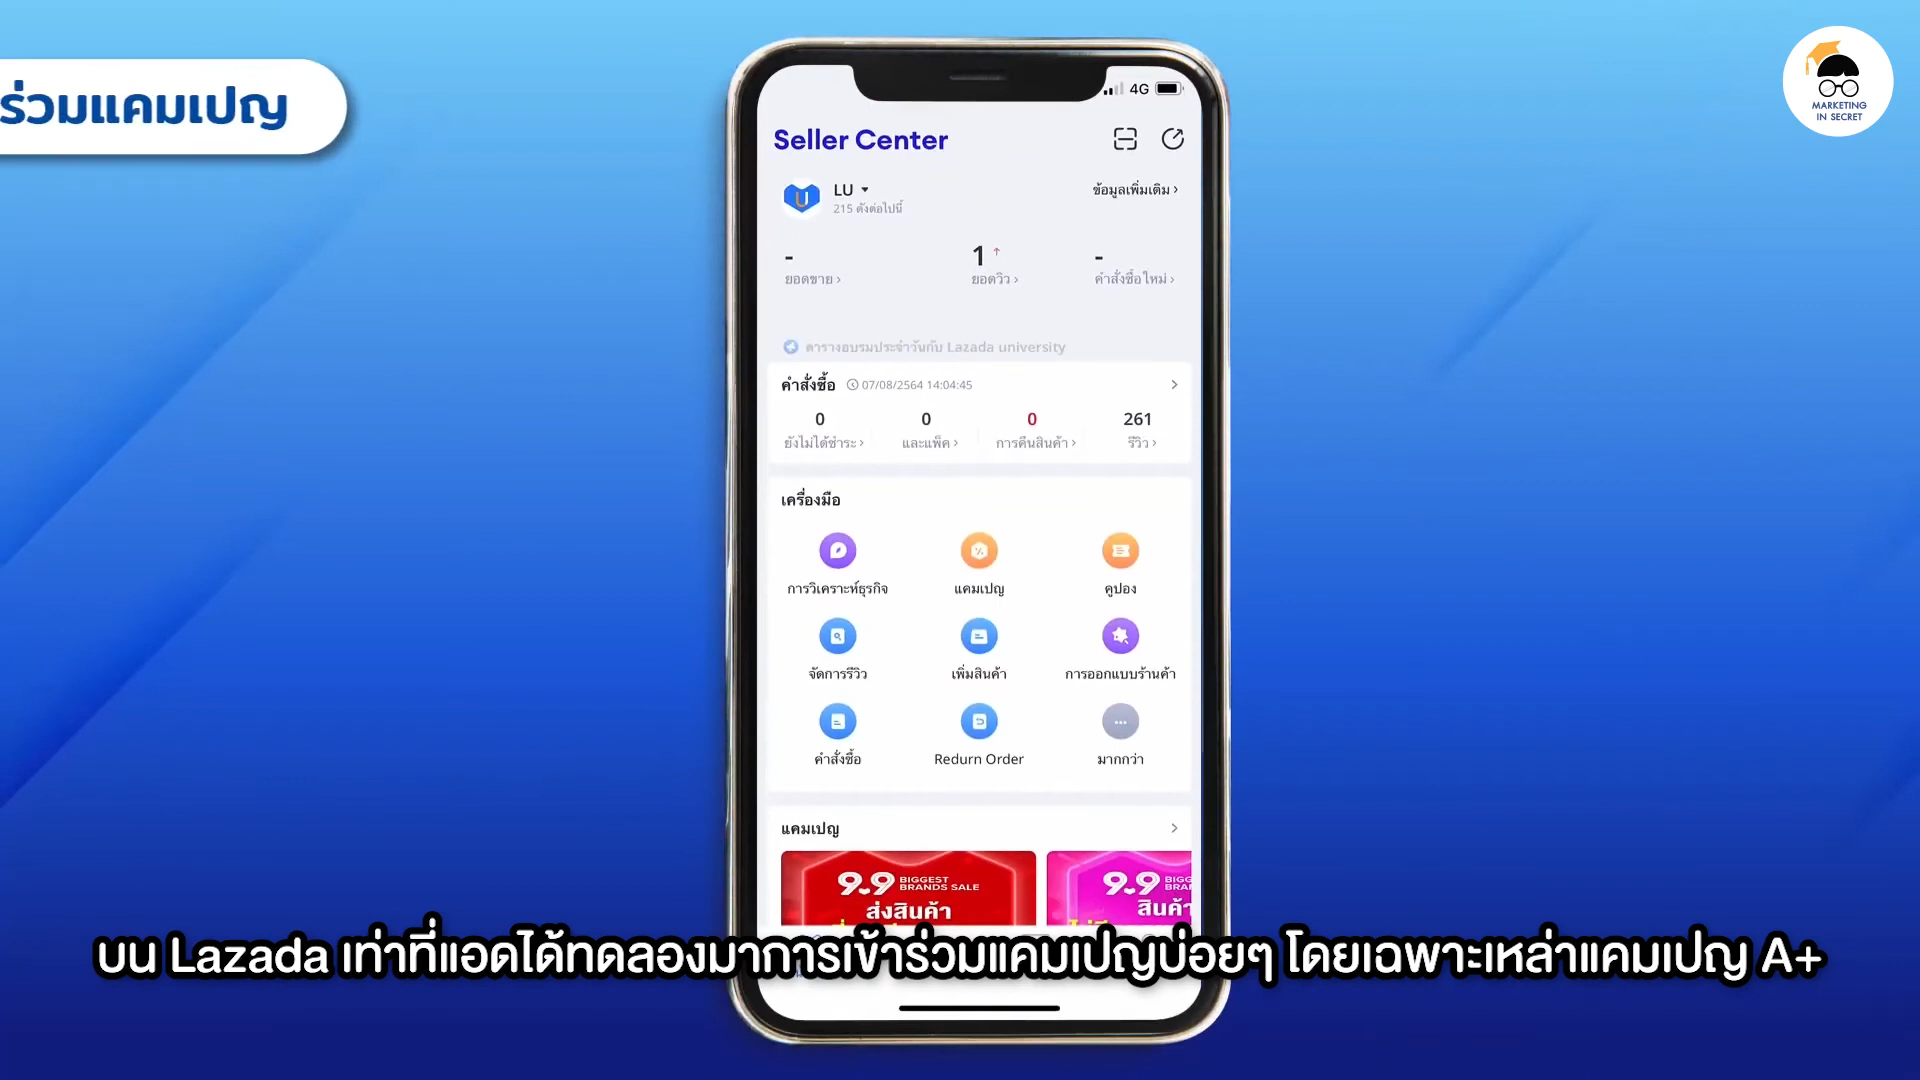 ร่วมแคมเปญ
MARKETING
IN SECRET
4G
Seller Center
LU
215 ดังต่อไปนี้
ข้อมูลเพิ่มเติม ›
-
ยอดขาย ›
1 ↑
ยอดวิว ›
-
คำสั่งซื้อใหม่ ›
ตารางอบรมประจำวันกับ Lazada university
คำสั่งซื้อ 07/08/2564 14:04:45
0
ยังไม่ได้ชำระ ›
0
และแพ็ค ›
0
การคืนสินค้า ›
261
รีวิว ›
เครื่องมือ
การวิเคราะห์ธุรกิจ
แคมเปญ
คูปอง
จัดการรีวิว
เพิ่มสินค้า
การออกแบบร้านค้า
คำสั่งซื้อ
Redurn Order
มากกว่า
แคมเปญ
9.9 BIGGEST
BRANDS SALE
ส่งสินค้า
9.9
สินค้า
บน Lazada เท่าที่แอดได้ทดลองมาการเข้าร่วมแคมเปญบ่อยๆ โดยเฉพาะเหล่าแคมเปญ A+